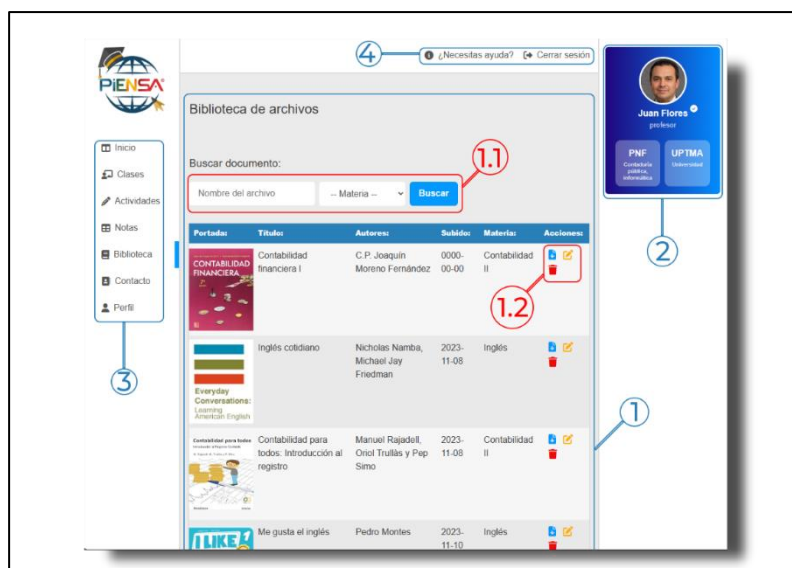 4
¿Necesitas ayuda? Cerrar sesión
PiENSA
Juan Flores
profesor
PNF
Contaduría pública, informática
UPTMA
Universidad
2
Inicio
Clases
Actividades
Notas
Biblioteca
Contacto
Perfil
3
Biblioteca de archivos
Buscar documento:
1.1
Nombre del archivo -- Materia -- Buscar
Portada: Título: Autores: Subido: Materia: Acciones:
CONTABILIDAD
FINANCIERA
Contabilidad C.P. Joaquín 0000- Contabilidad
financiera I Moreno Fernández 00-00 II
1.2
Inglés cotidiano Nicholas Namba, 2023- Inglés
Michael Jay 11-08
Friedman
Everyday
Conversations:
Learning
American English
1
Contabilidad para todos
Contabilidad para Manuel Rajadell, 2023- Contabilidad
todos: Introducción al Oriol Trullàs y Pep 11-08 II
registro Simo
I LIKE
Me gusta el inglés Pedro Montes 2023- Inglés
11-10